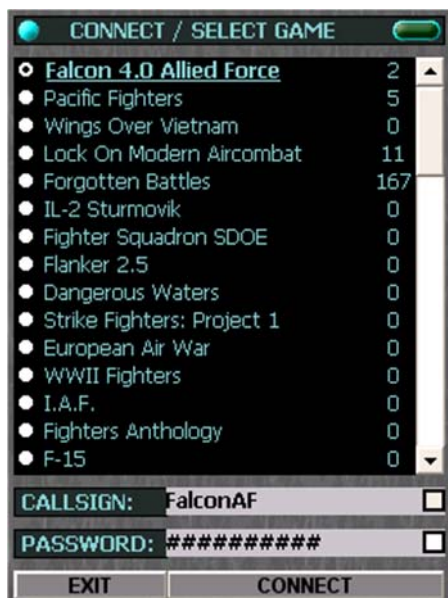 CONNECT / SELECT GAME
Falcon 4.0 Allied Force 2
Pacific Fighters 5
Wings Over Vietnam 0
Lock On Modern Aircombat 11
Forgotten Battles 167
IL-2 Sturmovik 0
Fighter Squadron SDOE 0
Flanker 2.5 0
Dangerous Waters 0
Strike Fighters: Project 1 0
European Air War 0
WWII Fighters 0
I.A.F. 0
Fighters Anthology 0
F-15 0
CALLSIGN: FalconAF
PASSWORD: ##########
EXIT CONNECT